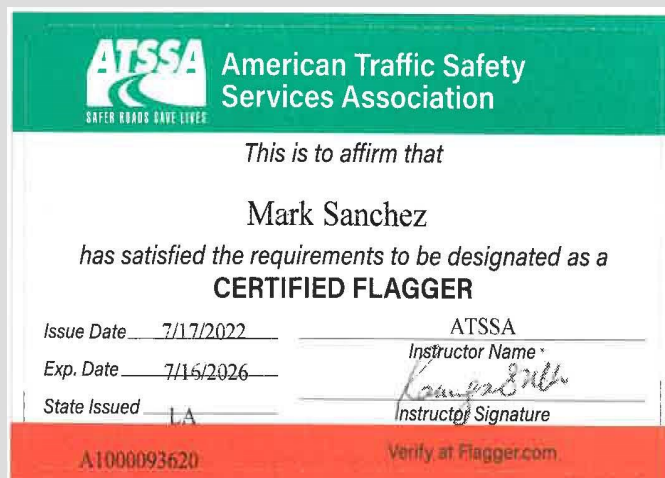 ATSSA
SAFER ROADS SAVE LIVES
American Traffic Safety
Services Association
This is to affirm that
Mark Sanchez
has satisfied the requirements to be designated as a
CERTIFIED FLAGGER
Issue Date 7/17/2022
ATSSA
Instructor Name
Exp. Date 7/16/2026
State Issued LA
Instructor Signature
A1000093620
Verify at Flagger.com